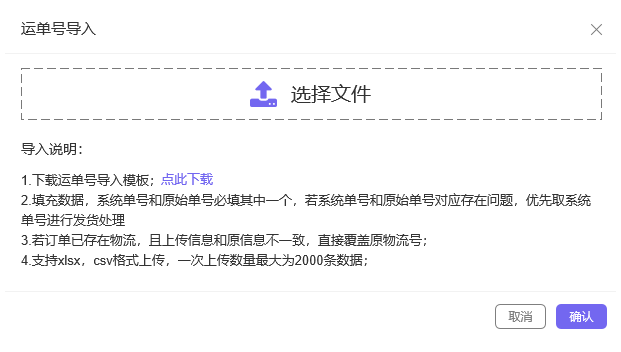 运单号导入
选择文件
导入说明：
1.下载运单号导入模板；点此下载
2.填充数据，系统单号和原始单号必填其中一个，若系统单号和原始单号对应存在问题，优先取系统
单号进行发货处理
3.若订单已存在物流，且上传信息和原信息不一致，直接覆盖原物流号；
4.支持xlsx，csv格式上传，一次上传数量最大为2000条数据；
取消
确认